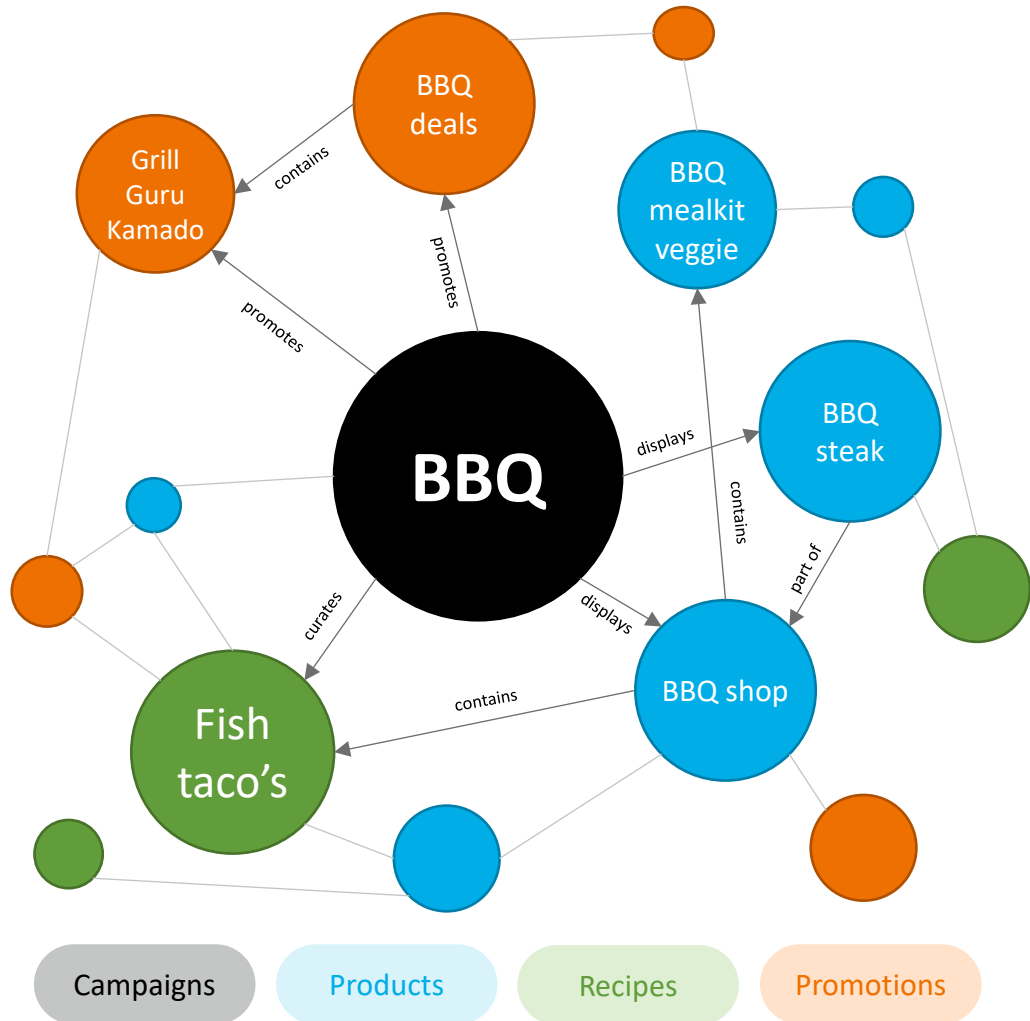 BBQ
deals
Grill
Guru
Kamado
contains
BBQ
mealkit
veggie
promotes
promotes
BBQ
BBQ
steak
displays
contains
part of
curates
displays
BBQ shop
contains
Fish
taco’s
Campaigns
Products
Recipes
Promotions